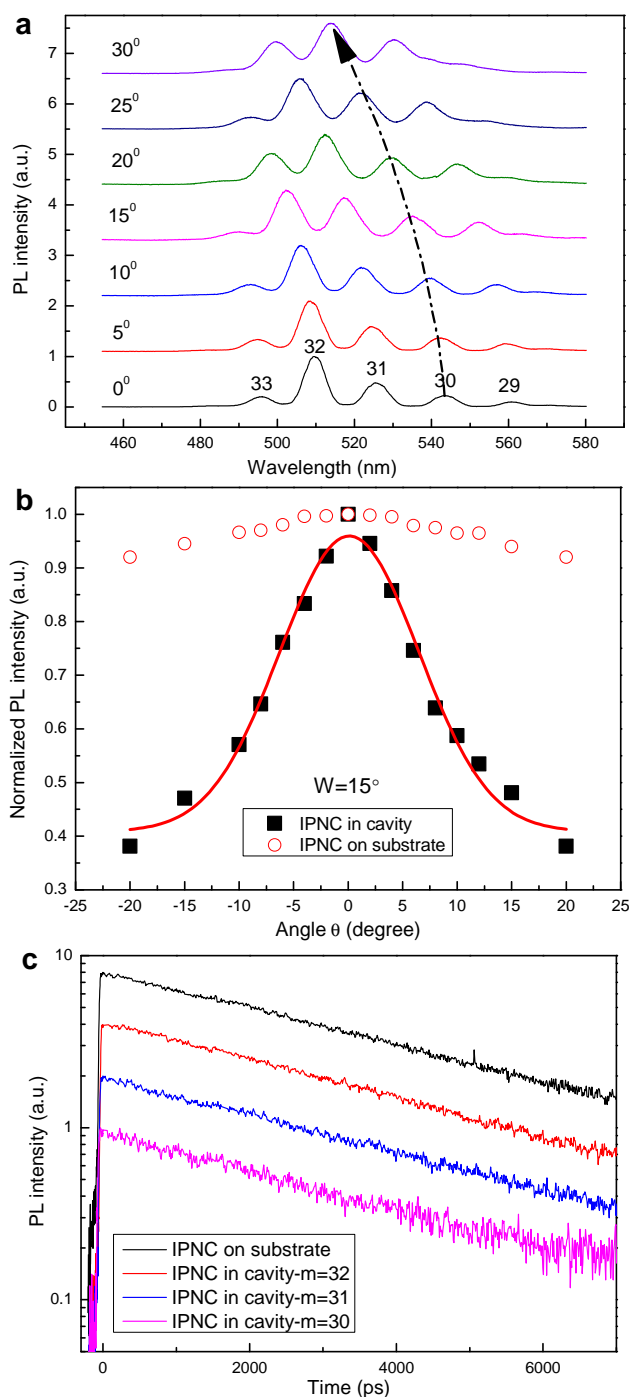 a
PL intensity (a.u.)
7
6
5
4
3
2
1
0
30⁰
25⁰
20⁰
15⁰
10⁰
5⁰
0⁰
33
32
31
30
29
460 480 500 520 540 560 580
Wavelength (nm)
b
Normalized PL intensity (a.u.)
1.0
0.9
0.8
0.7
0.6
0.5
0.4
0.3
W=15°
IPNC in cavity
IPNC on substrate
-25 -20 -15 -10 -5 0 5 10 15 20 25
Angle θ (degree)
c
PL intensity (a.u.)
10
1
0.1
IPNC on substrate
IPNC in cavity-m=32
IPNC in cavity-m=31
IPNC in cavity-m=30
0 2000 4000 6000
Time (ps)